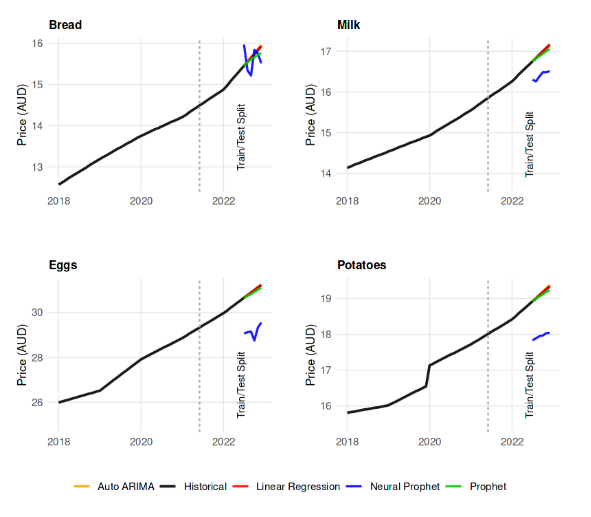 Bread
Price (AUD)
16
15
14
13
2018 2020 2022
Train/Test Split
Milk
Price (AUD)
17
16
15
14
2018 2020 2022
Train/Test Split
Eggs
Price (AUD)
30
28
26
2018 2020 2022
Train/Test Split
Potatoes
Price (AUD)
19
18
17
16
2018 2020 2022
Train/Test Split
Auto ARIMA Historical Linear Regression Neural Prophet Prophet